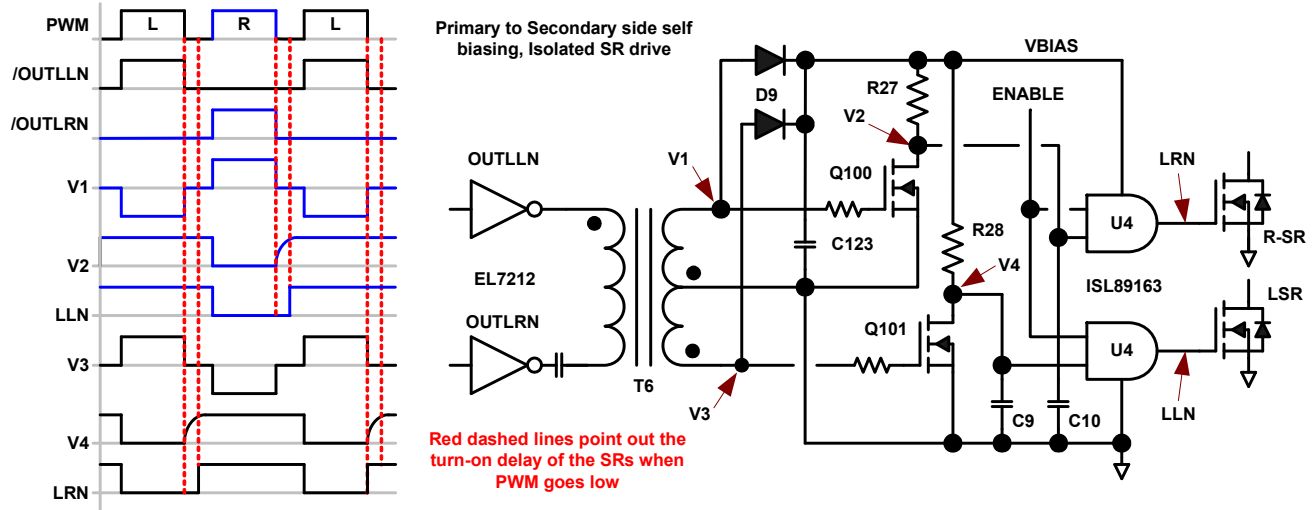 PWM
L
R
L
/OUTLLN
/OUTLRN
V1
V2
LLN
V3
V4
LRN
Primary to Secondary side self
biasing, Isolated SR drive
VBIAS
D9
R27
ENABLE
V2
OUTLLN
V1
Q100
LRN
U4
R-SR
C123
R28
V4
EL7212
ISL89163
LSR
OUTLRN
Q101
U4
T6
V3
C9
C10
LLN
Red dashed lines point out the
turn-on delay of the SRs when
PWM goes low